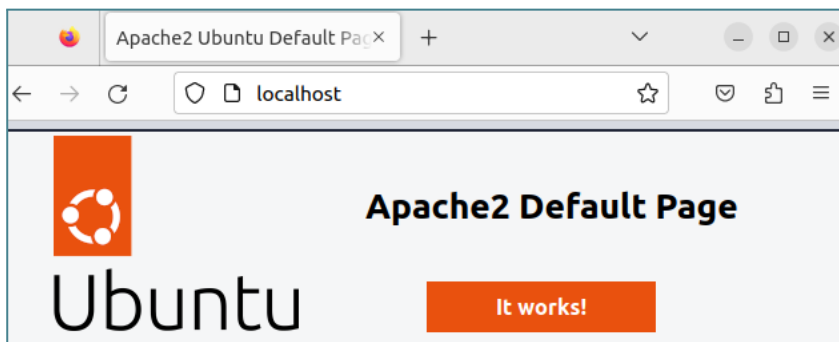 Apache2 Ubuntu Default Pag
localhost
Apache2 Default Page
Ubuntu
It works!